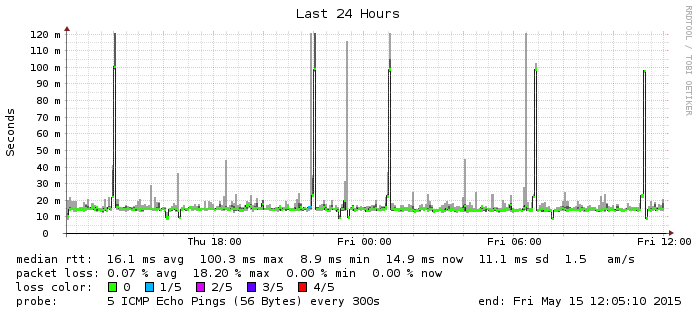 Last 24 Hours
RRDTOOL / TOBI OETIKER
Seconds
120 m
110 m
100 m
90 m
80 m
70 m
60 m
50 m
40 m
30 m
20 m
10 m
0
Thu 18:00 Fri 00:00 Fri 06:00 Fri 12:00
median rtt: 16.1 ms avg 100.3 ms max 8.9 ms min 14.9 ms now 11.1 ms sd 1.5 am/s
packet loss: 0.07 % avg 18.20 % max 0.00 % min 0.00 % now
loss color: 0 1/5 2/5 3/5 4/5
probe: 5 ICMP Echo Pings (56 Bytes) every 300s end: Fri May 15 12:05:10 2015